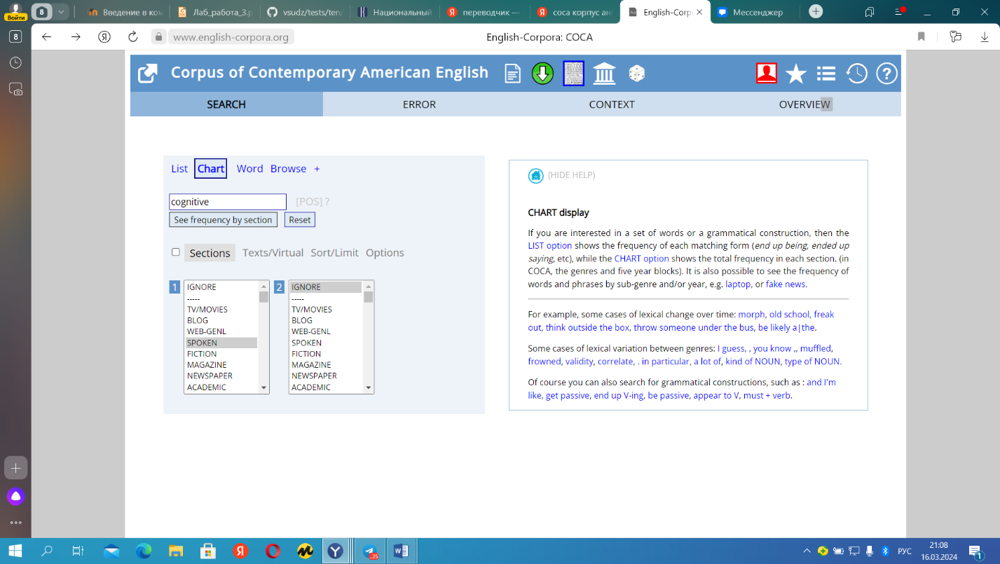 Войти
8
Введение в ком
Лаб_работа_3.p
vsudz/tests/ten
Национальный
переводчик —
соса корпус ан
English-Corp
Мессенджер
8
www.english-corpora.org
English-Corpora: COCA
Corpus of Contemporary American English
SEARCH
ERROR
CONTEXT
OVERVIEW
List Chart Word Browse +
cognitive
[POS] ?
See frequency by section
Reset
Sections Texts/Virtual Sort/Limit Options
1
IGNORE
-----
TV/MOVIES
BLOG
WEB-GENL
SPOKEN
FICTION
MAGAZINE
NEWSPAPER
ACADEMIC
2
IGNORE
-----
TV/MOVIES
BLOG
WEB-GENL
SPOKEN
FICTION
MAGAZINE
NEWSPAPER
ACADEMIC
(HIDE HELP)
CHART display
If you are interested in a set of words or a grammatical construction, then the
LIST option shows the frequency of each matching form (end up being, ended up
saying, etc), while the CHART option shows the total frequency in each section. (in
COCA, the genres and five year blocks). It is also possible to see the frequency of
words and phrases by sub-genre and/or year, e.g. laptop, or fake news.
For example, some cases of lexical change over time: morph, old school, freak
out, think outside the box, throw someone under the bus, be likely a|the.
Some cases of lexical variation between genres: I guess, , you know ,, muffled,
frowned, validity, correlate, . in particular, a lot of, kind of NOUN, type of NOUN.
Of course you can also search for grammatical constructions, such as : and I'm
like, get passive, end up V-ing, be passive, appear to V, must + verb.
35
РУС
21:08
16.03.2024
1